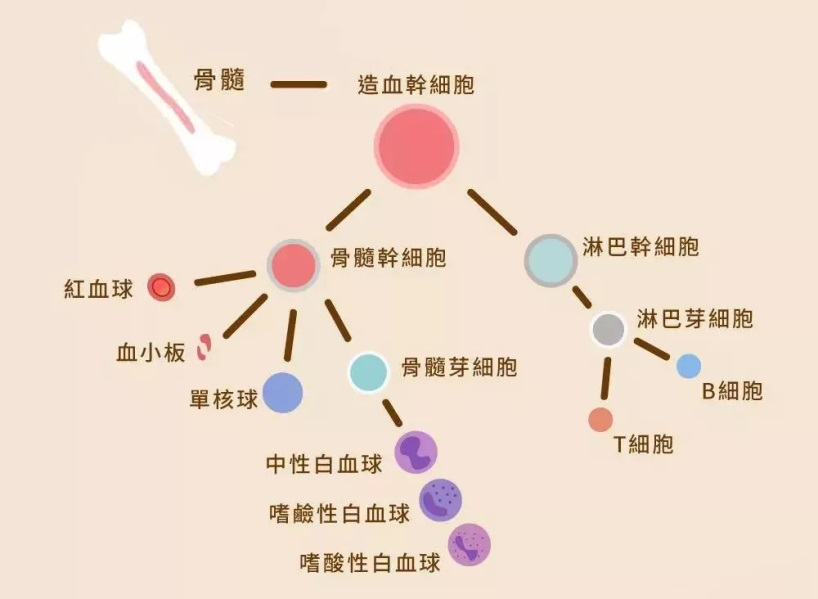 骨髓
造血幹細胞
骨髓幹細胞
淋巴幹細胞
紅血球
血小板
單核球
骨髓芽細胞
淋巴芽細胞
B細胞
T細胞
中性白血球
嗜鹼性白血球
嗜酸性白血球